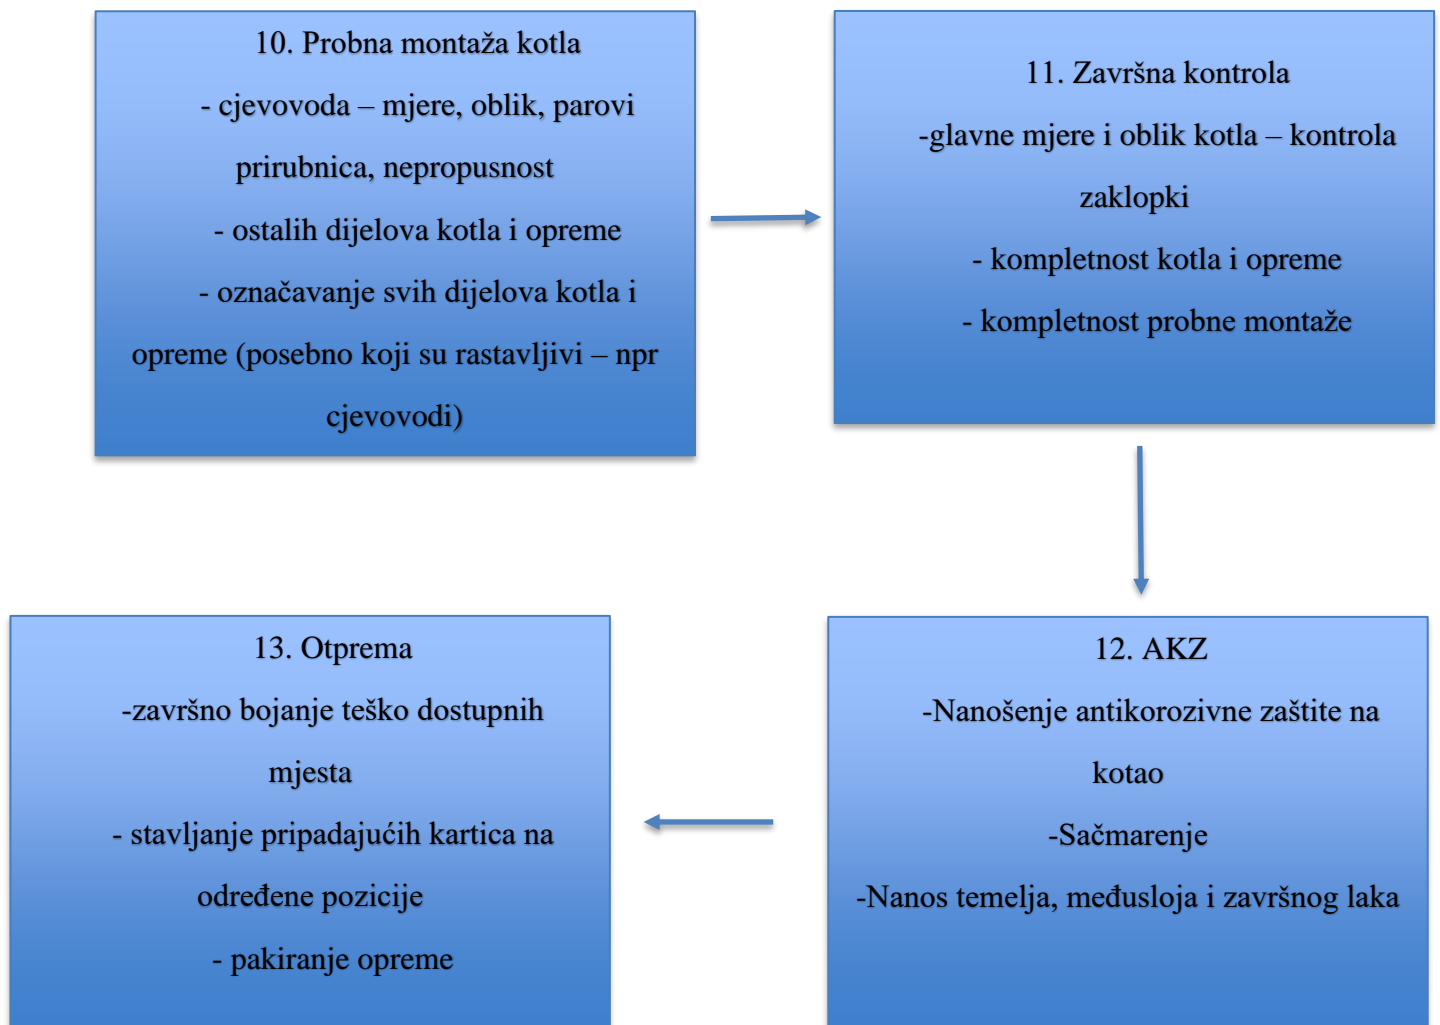 10. Probna montaža kotla
- cjevovoda – mjere, oblik, parovi
prirubnica, nepropusnost
- ostalih dijelova kotla i opreme
- označavanje svih dijelova kotla i
opreme (posebno koji su rastavljivi – npr
cjevovodi)
11. Završna kontrola
-glavne mjere i oblik kotla – kontrola
zaklopki
- kompletnost kotla i opreme
- kompletnost probne montaže
12. AKZ
-Nanošenje antikorozivne zaštite na
kotao
-Sačmarenje
-Nanos temelja, međusloja i završnog laka
13. Otprema
-završno bojanje teško dostupnih
mjesta
- stavljanje pripadajućih kartica na
određene pozicije
- pakiranje opreme